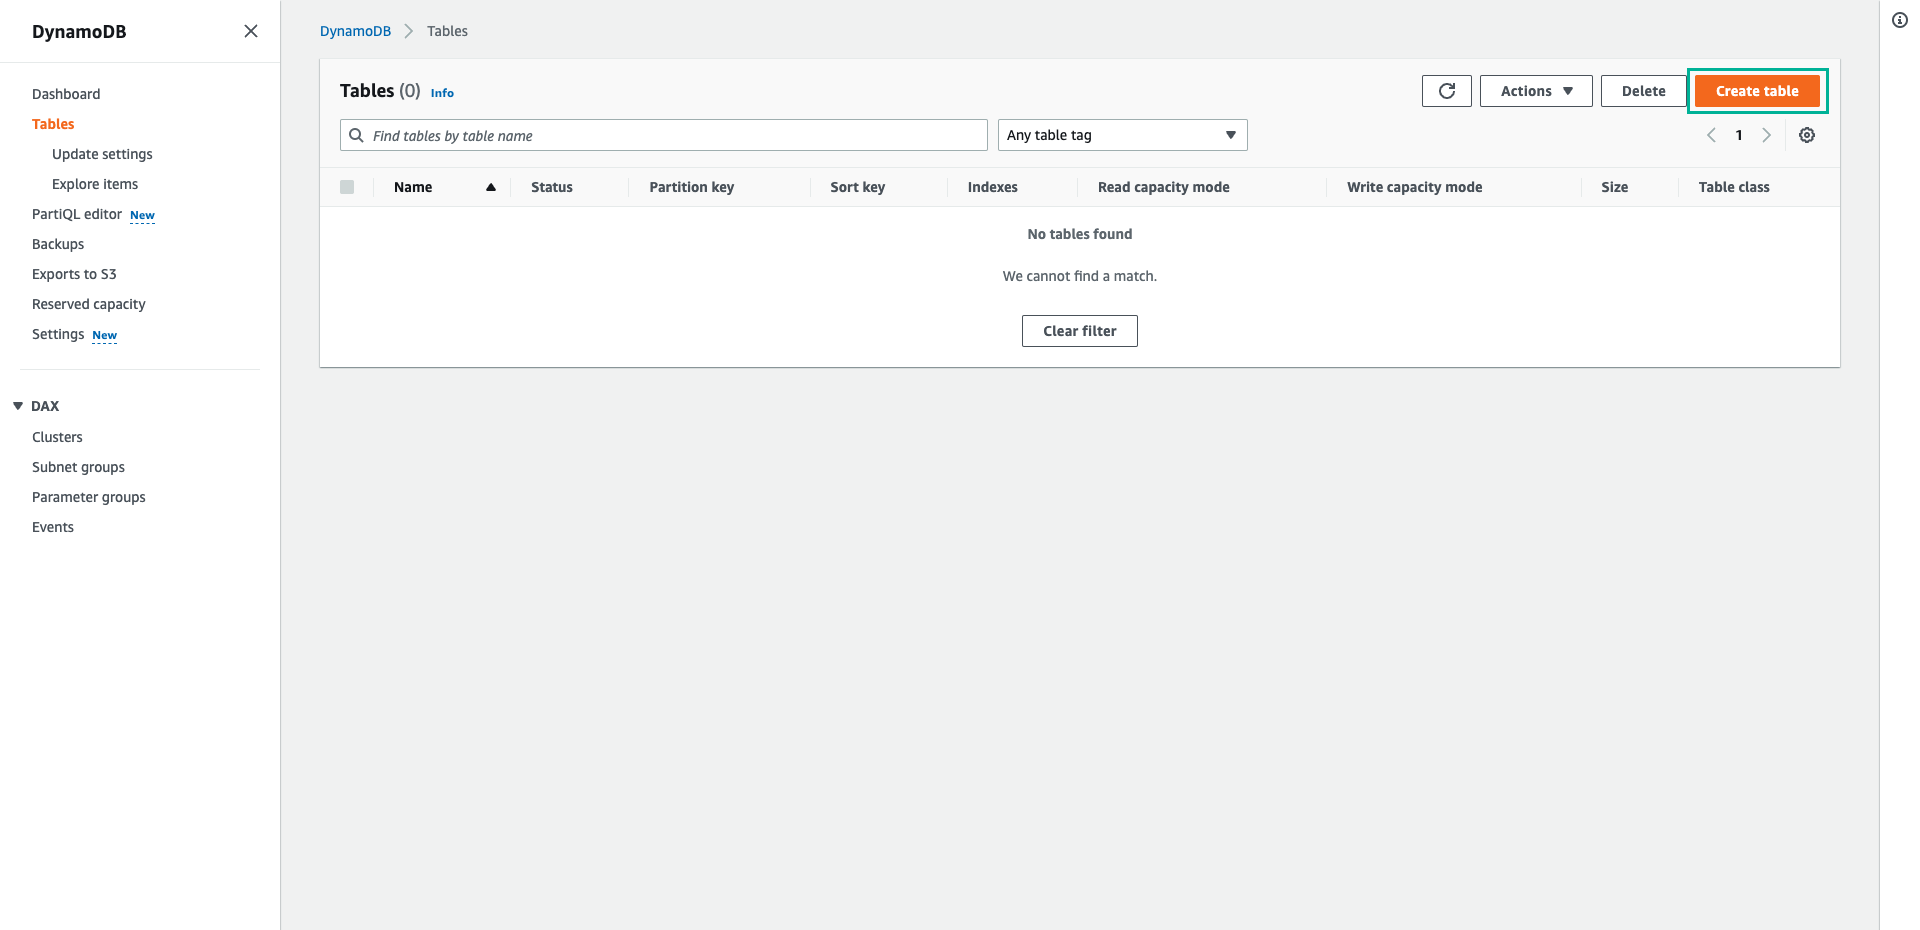 DynamoDB
Dashboard
Tables
Update settings
Explore items
PartiQL editor New
Backups
Exports to S3
Reserved capacity
Settings New
DAX
Clusters
Subnet groups
Parameter groups
Events
DynamoDB Tables
Tables (0) Info
Actions Delete Create table
Find tables by table name Any table tag 1
Name Status Partition key Sort key Indexes Read capacity mode Write capacity mode Size Table class
No tables found
We cannot find a match.
Clear filter